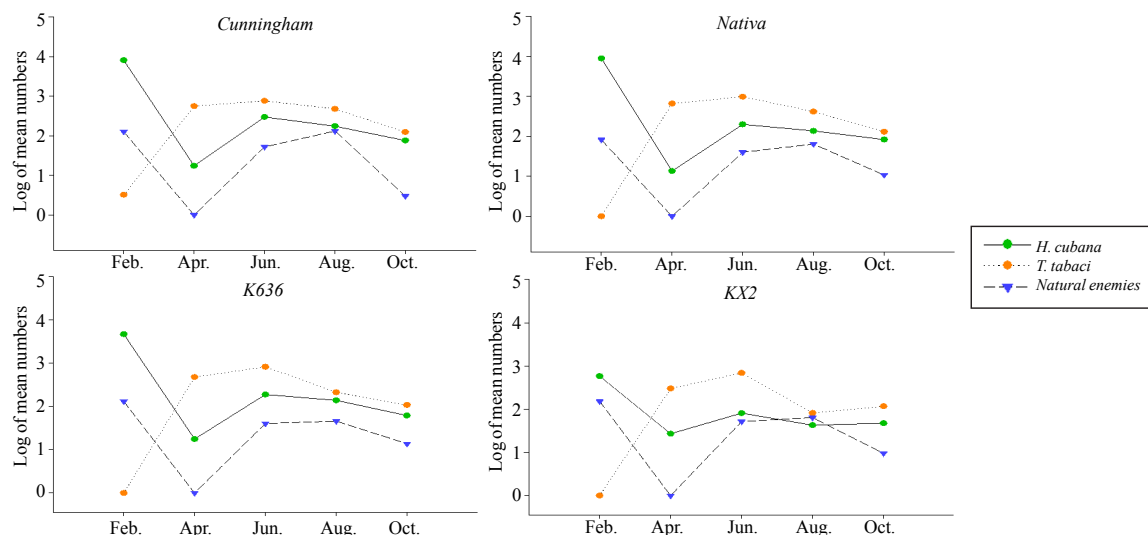 Cunningham
Log of mean numbers
5
4
3
2
1
0
Feb. Apr. Jun. Aug. Oct.
Nativa
Log of mean numbers
5
4
3
2
1
0
Feb. Apr. Jun. Aug. Oct.
K636
Log of mean numbers
5
4
3
2
1
0
Feb. Apr. Jun. Aug. Oct.
KX2
Log of mean numbers
5
4
3
2
1
0
Feb. Apr. Jun. Aug. Oct.
H. cubana
T. tabaci
Natural enemies